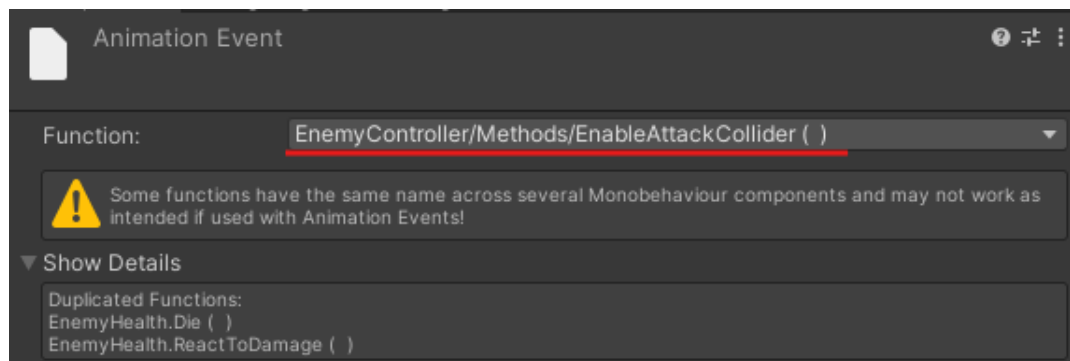 Animation Event
Function:
EnemyController/Methods/EnableAttackCollider ( )
Some functions have the same name across several Monobehaviour components and may not work as
intended if used with Animation Events!
Show Details
Duplicated Functions:
EnemyHealth.Die ( )
EnemyHealth.ReactToDamage ( )